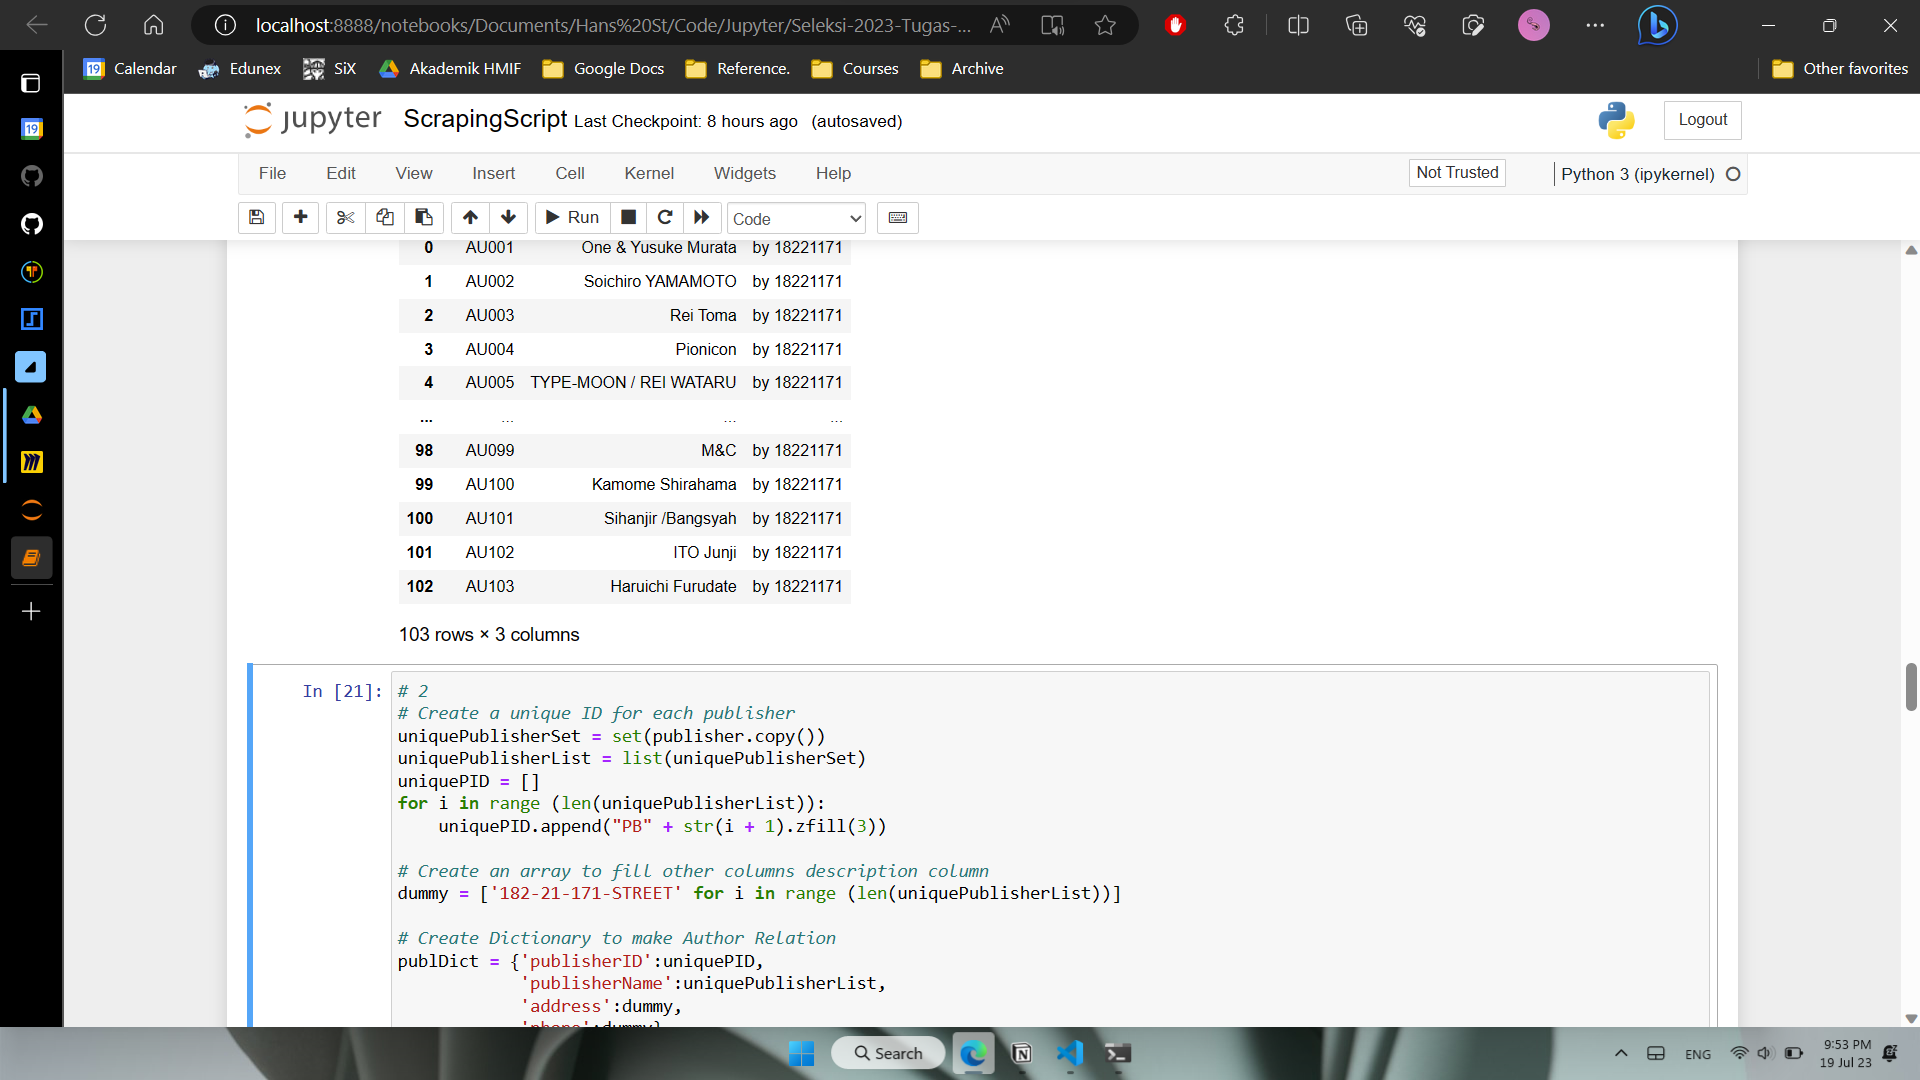 localhost:8888/notebooks/Documents/Hans%20St/Code/Jupyter/Seleksi-2023-Tugas-...
Calendar Edunex SiX Akademik HMIF Google Docs Reference. Courses Archive Other favorites
jupyter ScrapingScript Last Checkpoint: 8 hours ago (autosaved) Logout
File Edit View Insert Cell Kernel Widgets Help Not Trusted Python 3 (ipykernel)
Run Code
0 AU001 One & Yusuke Murata by 18221171
1 AU002 Soichiro YAMAMOTO by 18221171
2 AU003 Rei Toma by 18221171
3 AU004 Pionicon by 18221171
4 AU005 TYPE-MOON / REI WATARU by 18221171
... ... ... ...
98 AU099 M&C by 18221171
99 AU100 Kamome Shirahama by 18221171
100 AU101 Sihanjir /Bangsyah by 18221171
101 AU102 ITO Junji by 18221171
102 AU103 Haruichi Furudate by 18221171
103 rows × 3 columns
In [21]: # 2
# Create a unique ID for each publisher
uniquePublisherSet = set(publisher.copy())
uniquePublisherList = list(uniquePublisherSet)
uniquePID = []
for i in range (len(uniquePublisherList)):
    uniquePID.append("PB" + str(i + 1).zfill(3))
# Create an array to fill other columns description column
dummy = ['182-21-171-STREET' for i in range (len(uniquePublisherList))]
# Create Dictionary to make Author Relation
publDict = {'publisherID':uniquePID,
            'publisherName':uniquePublisherList,
            'address':dummy,
            'phone':dummy}
Search ENG 9:53 PM
19 Jul 23